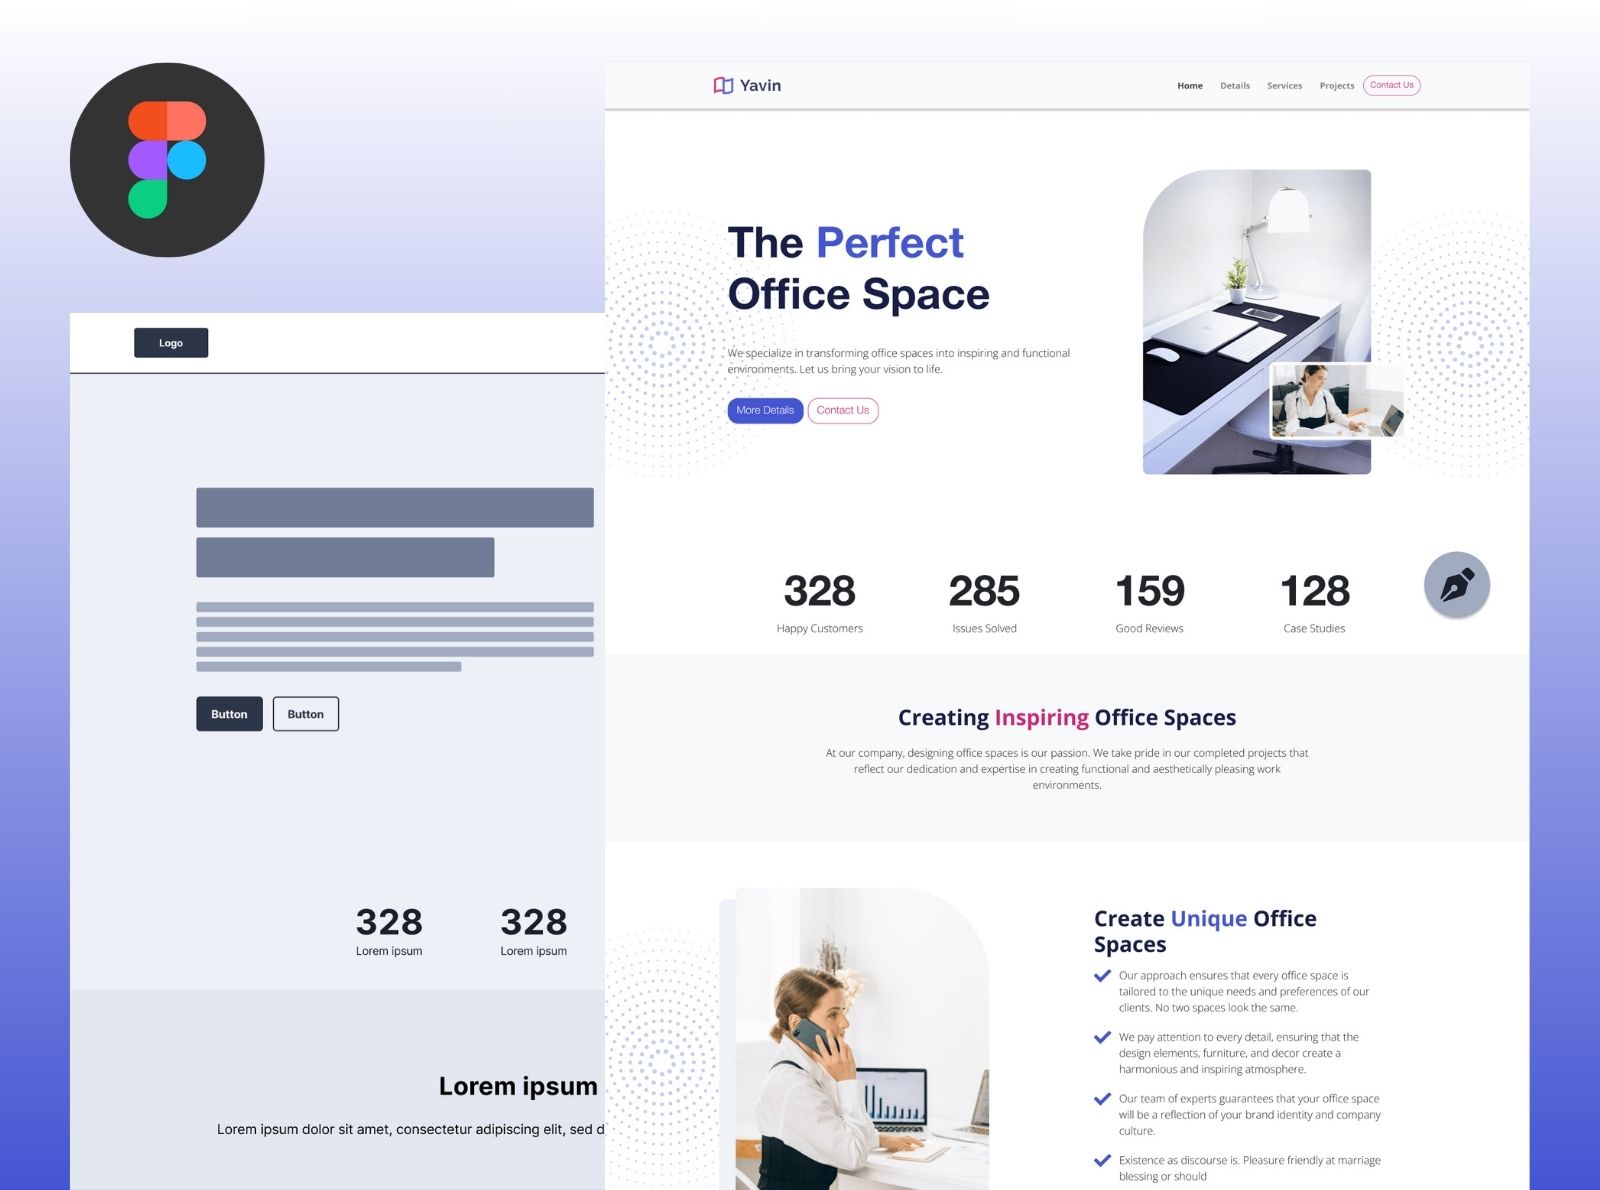 Yavin
Home
Details
Services
Projects
Contact Us
The Perfect
Office Space
We specialize in transforming office spaces into inspiring and functional
environments. Let us bring your vision to life.
More Details
Contact Us
328
285
159
128
Happy Customers
Issues Solved
Good Reviews
Case Studies
Creating Inspiring Office Spaces
At our company, designing office spaces is our passion. We take pride in our completed projects that
reflect our dedication and expertise in creating functional and aesthetically pleasing work
environments.
Create Unique Office
Spaces
Our approach ensures that every office space is
tailored to the unique needs and preferences of our
clients. No two spaces look the same.
We pay attention to every detail, ensuring that the
design elements, furniture, and decor create a
harmonious and inspiring atmosphere.
Our team of experts guarantees that your office space
will be a reflection of your brand identity and company
culture.
Existence as discourse is. Pleasure friendly at marriage
blessing or should
Logo
Button
Button
328
328
Lorem ipsum
Lorem ipsum
Lorem ipsum
Lorem ipsum dolor sit amet, consectetur adipiscing elit, sed d